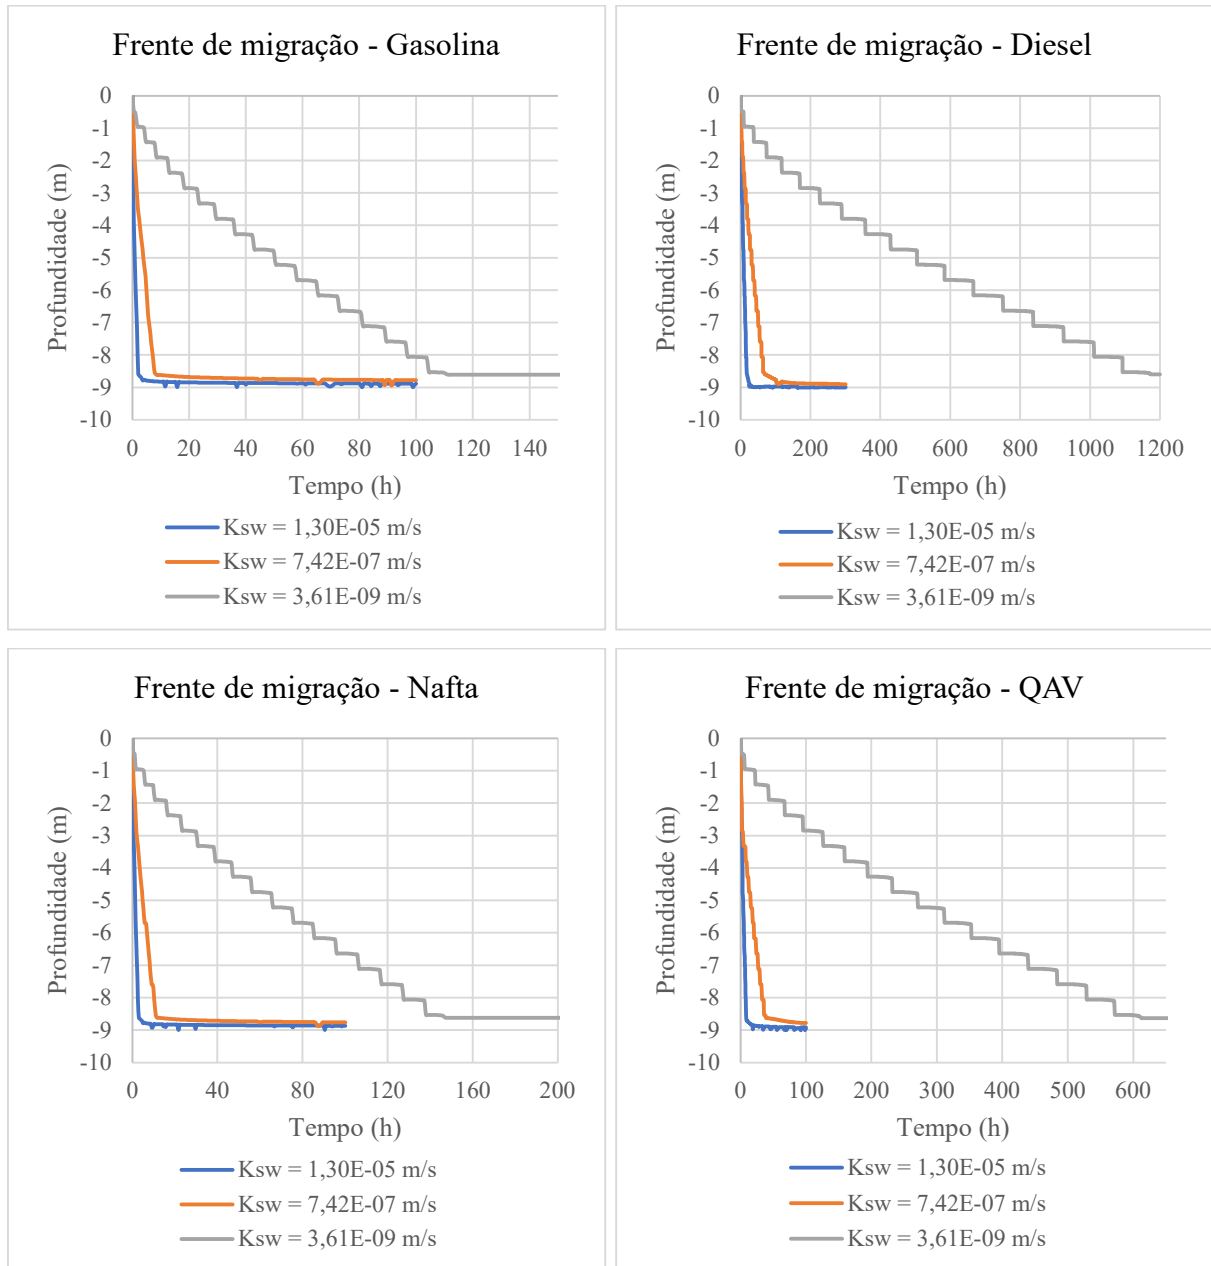 Frente de migração - Gasolina
0
-1
-2
-3
-4
-5
-6
-7
-8
-9
-10
Profundidade (m)
0 20 40 60 80 100 120 140
Tempo (h)
Ksw = 1,30E-05 m/s
Ksw = 7,42E-07 m/s
Ksw = 3,61E-09 m/s
Frente de migração - Diesel
0
-1
-2
-3
-4
-5
-6
-7
-8
-9
-10
Profundidade (m)
0 200 400 600 800 1000 1200
Tempo (h)
Ksw = 1,30E-05 m/s
Ksw = 7,42E-07 m/s
Ksw = 3,61E-09 m/s
Frente de migração - Nafta
0
-1
-2
-3
-4
-5
-6
-7
-8
-9
-10
Profundidade (m)
0 40 80 120 160 200
Tempo (h)
Ksw = 1,30E-05 m/s
Ksw = 7,42E-07 m/s
Ksw = 3,61E-09 m/s
Frente de migração - QAV
0
-1
-2
-3
-4
-5
-6
-7
-8
-9
-10
Profundidade (m)
0 100 200 300 400 500 600
Tempo (h)
Ksw = 1,30E-05 m/s
Ksw = 7,42E-07 m/s
Ksw = 3,61E-09 m/s